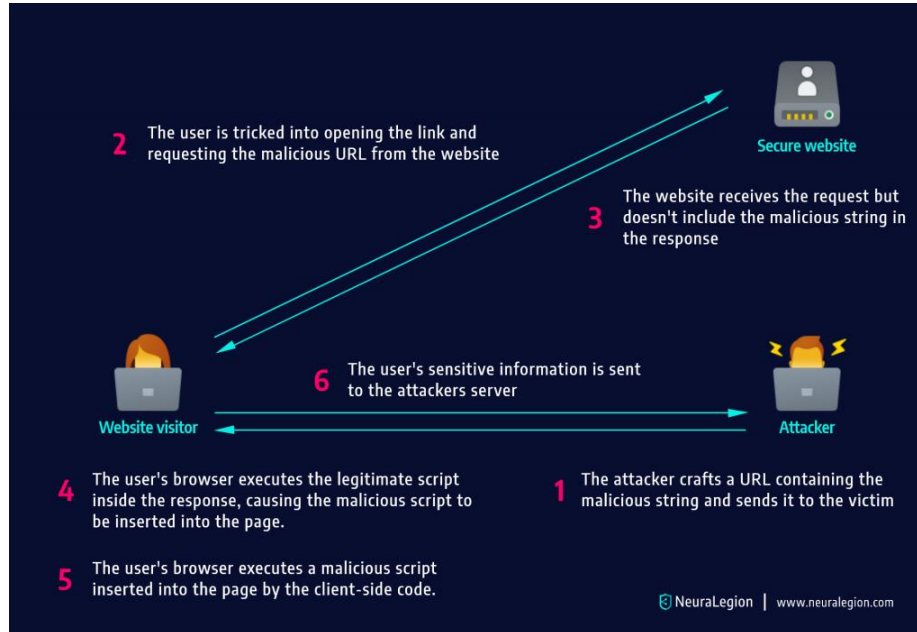 2
The user is tricked into opening the link and
requesting the malicious URL from the website
Secure website
3
The website receives the request but
doesn't include the malicious string in
the response
6
The user's sensitive information is sent
to the attackers server
Website visitor
Attacker
4
The user's browser executes the legitimate script
inside the response, causing the malicious script to
be inserted into the page.
1
The attacker crafts a URL containing the
malicious string and sends it to the victim
5
The user's browser executes a malicious script
inserted into the page by the client-side code.
NeuraLegion | www.neuralegion.com